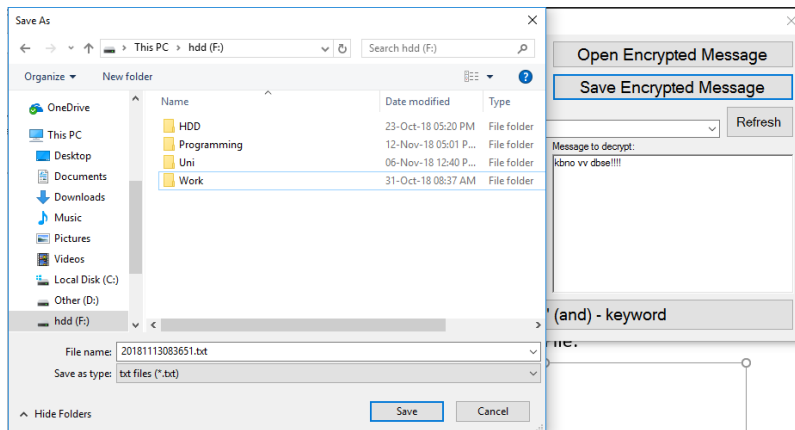 Save As
This PC > hdd (F:)
Search hdd (F:)
Organize
New folder
OneDrive
This PC
Desktop
Documents
Downloads
Music
Pictures
Videos
Local Disk (C:)
Other (D:)
hdd (F:)
Name Date modified Type
HDD 23-Oct-18 05:20 PM File folder
Programming 12-Nov-18 05:01 P... File folder
Uni 06-Nov-18 12:40 P... File folder
Work 31-Oct-18 08:37 AM File folder
File name: 20181113083651.txt
Save as type: txt files (*.txt)
Hide Folders
Save
Cancel
Open Encrypted Message
Save Encrypted Message
Refresh
Message to decrypt:
kbno vv dbse!!!!
' (and) - keyword